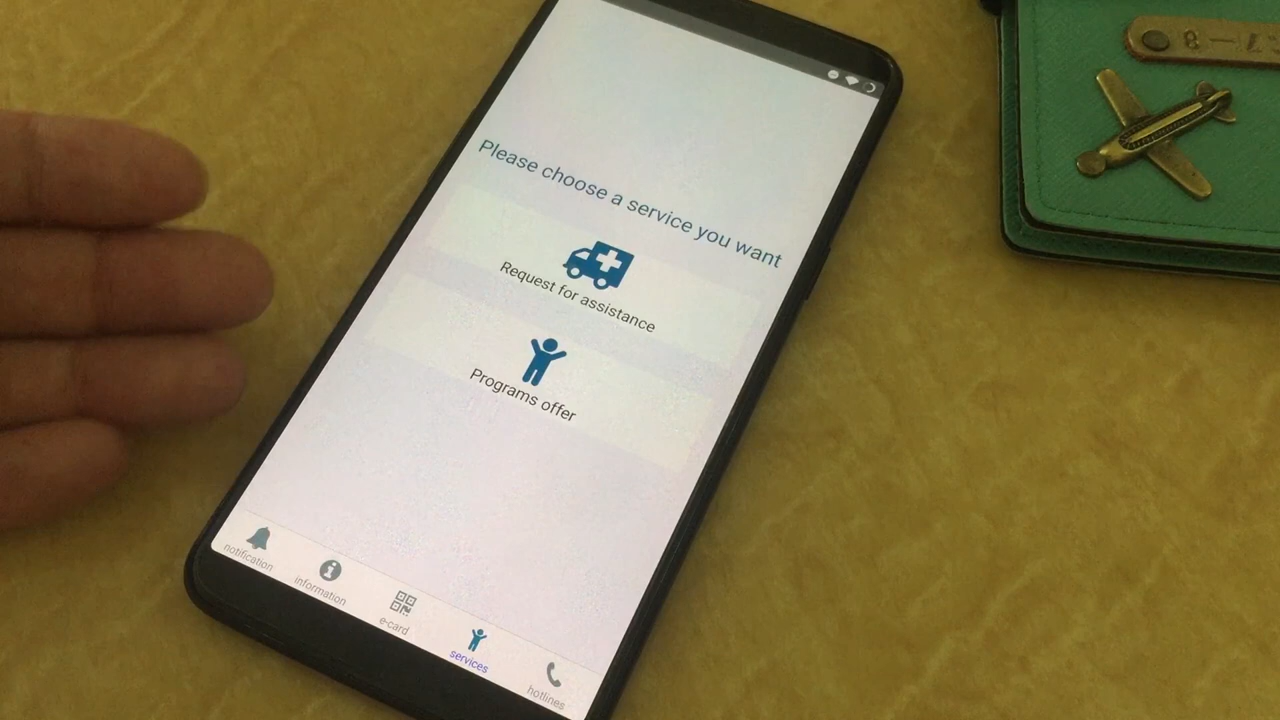 Please choose a service you want
Request for assistance
Programs offer
notification
information
e-card
services
hotlines